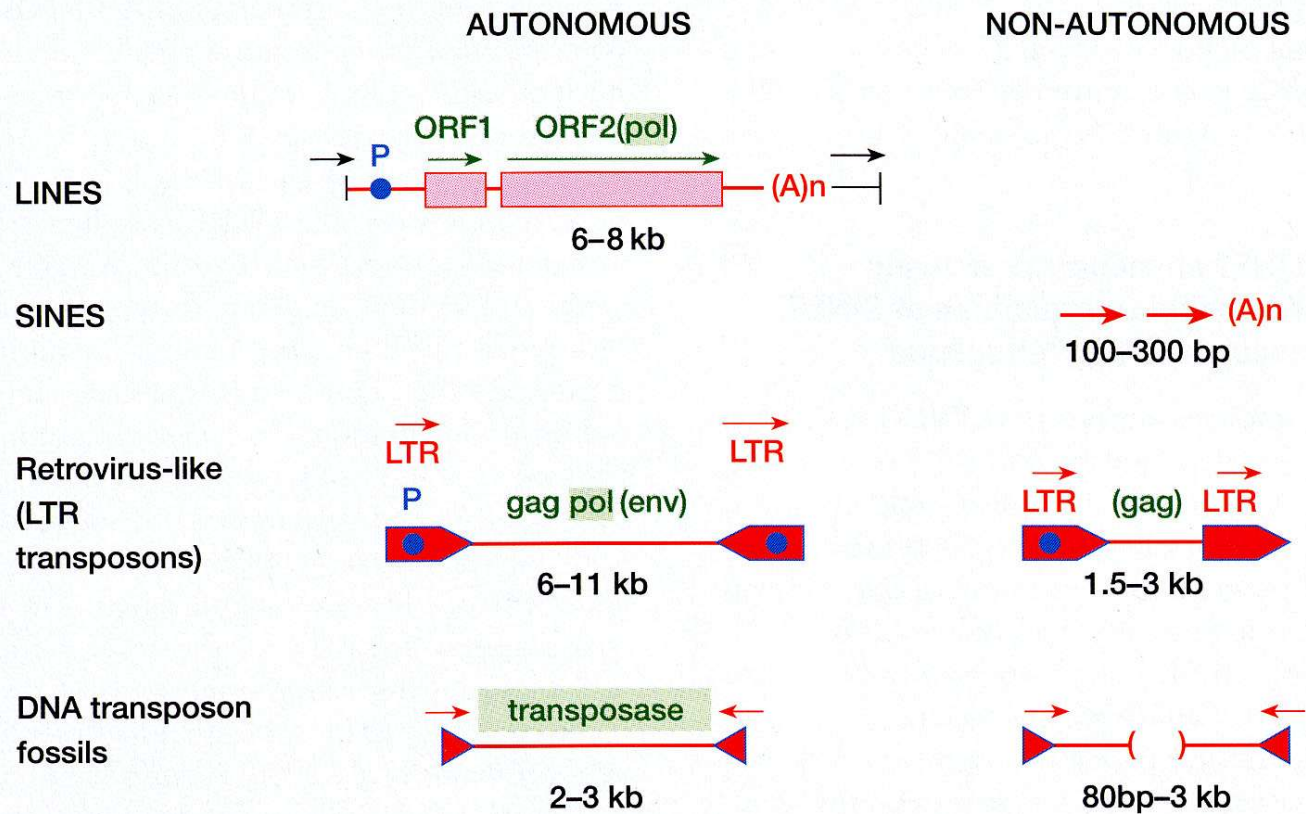 AUTONOMOUS NON-AUTONOMOUS
ORF1 ORF2(pol)
P
LINES (A)n
6–8 kb
SINES (A)n
100–300 bp
LTR LTR
Retrovirus-like
(LTR
transposons)
P gag pol (env) LTR (gag) LTR
6–11 kb 1.5–3 kb
DNA transposon
fossils
transposase
2–3 kb 80bp–3 kb